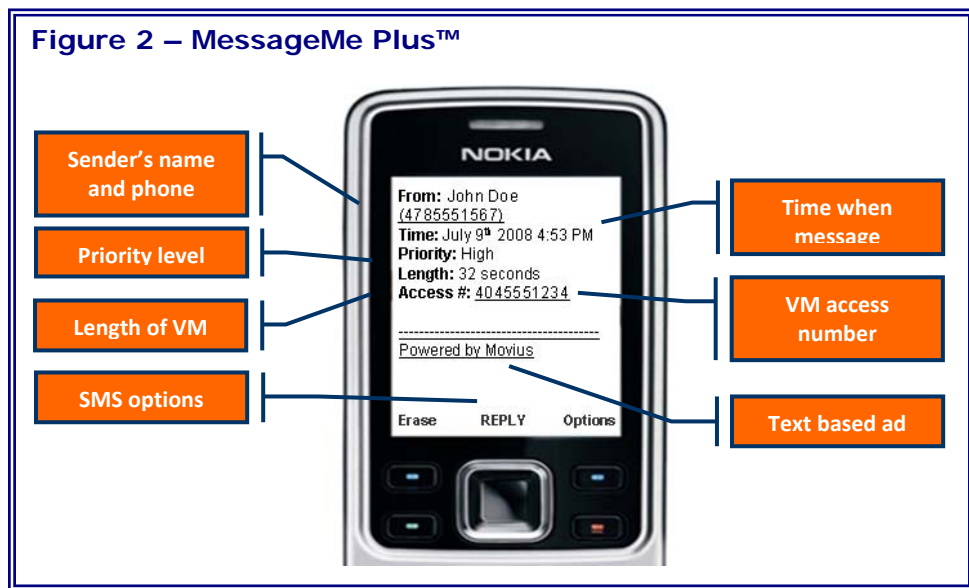 Figure 2 – MessageMe Plus™
NOKIA
Sender's name
and phone
Priority level
Length of VM
SMS options
From: John Doe
(4785551567)
Time: July 9th 2008 4:53 PM
Priority: High
Length: 32 seconds
Access #: 4045551234
Powered by Movius
Erase REPLY Options
Time when
message
VM access
number
Text based ad